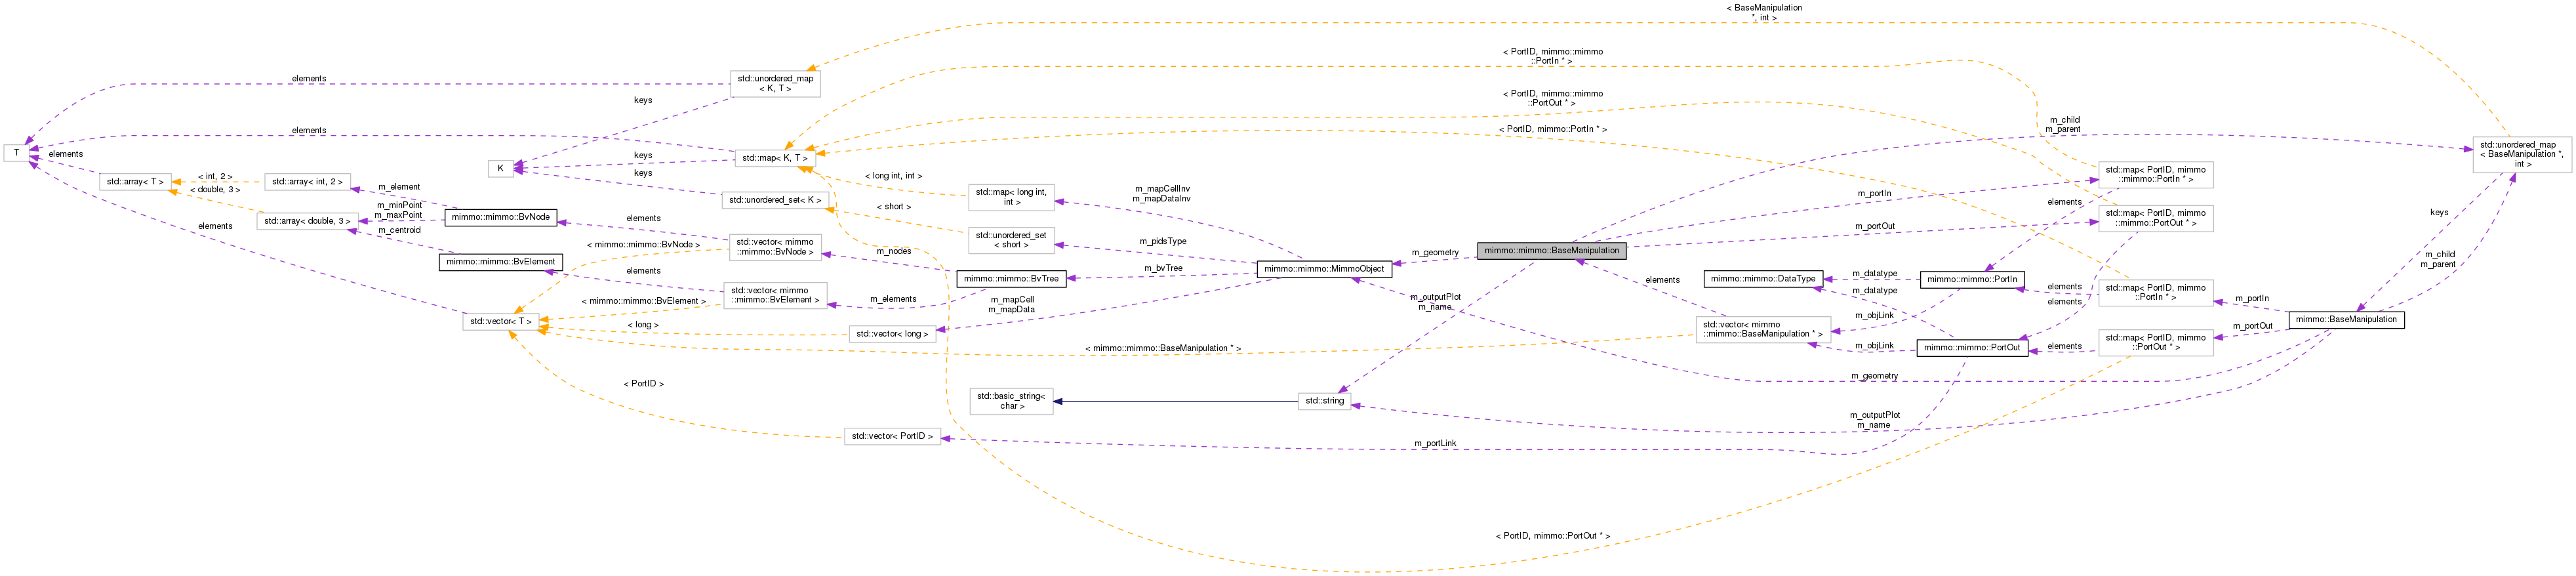 < BaseManipulation
*, int >
< PortID, mimmo::mimmo
::PortIn * >
elements
std::unordered_map
< K, T >
keys
< PortID, mimmo::mimmo
::PortOut * >
m_child
m_parent
elements
< PortID, mimmo::PortIn * >
std::unordered_map
< BaseManipulation *,
int >
T
elements
K
keys
std::map< K, T >
keys
std::map< PortID, mimmo
::mimmo::PortIn * >
std::array< T >
< int, 2 >
< double, 3 >
std::array< int, 2 >
m_element
std::unordered_set< K >
< long int, int >
std::map< long int,
int >
m_mapCellInv
m_mapDataInv
m_portIn
elements
std::array< double, 3 >
m_minPoint
m_maxPoint
m_centroid
mimmo::mimmo::BvNode
elements
< short >
std::map< PortID, mimmo
::mimmo::PortOut * >
keys
elements
< mimmo::mimmo::BvNode >
std::vector< mimmo
::mimmo::BvNode >
m_nodes
std::unordered_set
< short >
m_pidsType
m_portOut
mimmo::mimmo::BaseManipulation
m_geometry
mimmo::mimmo::BvElement
elements
mimmo::mimmo::BvTree
m_bvTree
mimmo::mimmo::MimmoObject
elements
mimmo::mimmo::DataType
m_datatype
m_datatype
mimmo::mimmo::PortIn
m_child
m_parent
< mimmo::mimmo::BvElement >
std::vector< mimmo
::mimmo::BvElement >
m_elements
m_mapCell
m_mapData
m_outputPlot
m_name
elements
elements
std::map< PortID, mimmo
::PortIn * >
m_portIn
std::vector< T >
< long >
std::vector< long >
std::vector< mimmo
::mimmo::BaseManipulation * >
m_objLink
mimmo::BaseManipulation
m_portOut
< mimmo::mimmo::BaseManipulation * >
m_objLink
mimmo::mimmo::PortOut
elements
std::map< PortID, mimmo
::PortOut * >
< PortID >
m_geometry
std::basic_string<
char >
std::string
m_outputPlot
m_name
std::vector< PortID >
m_portLink
< PortID, mimmo::PortOut * >